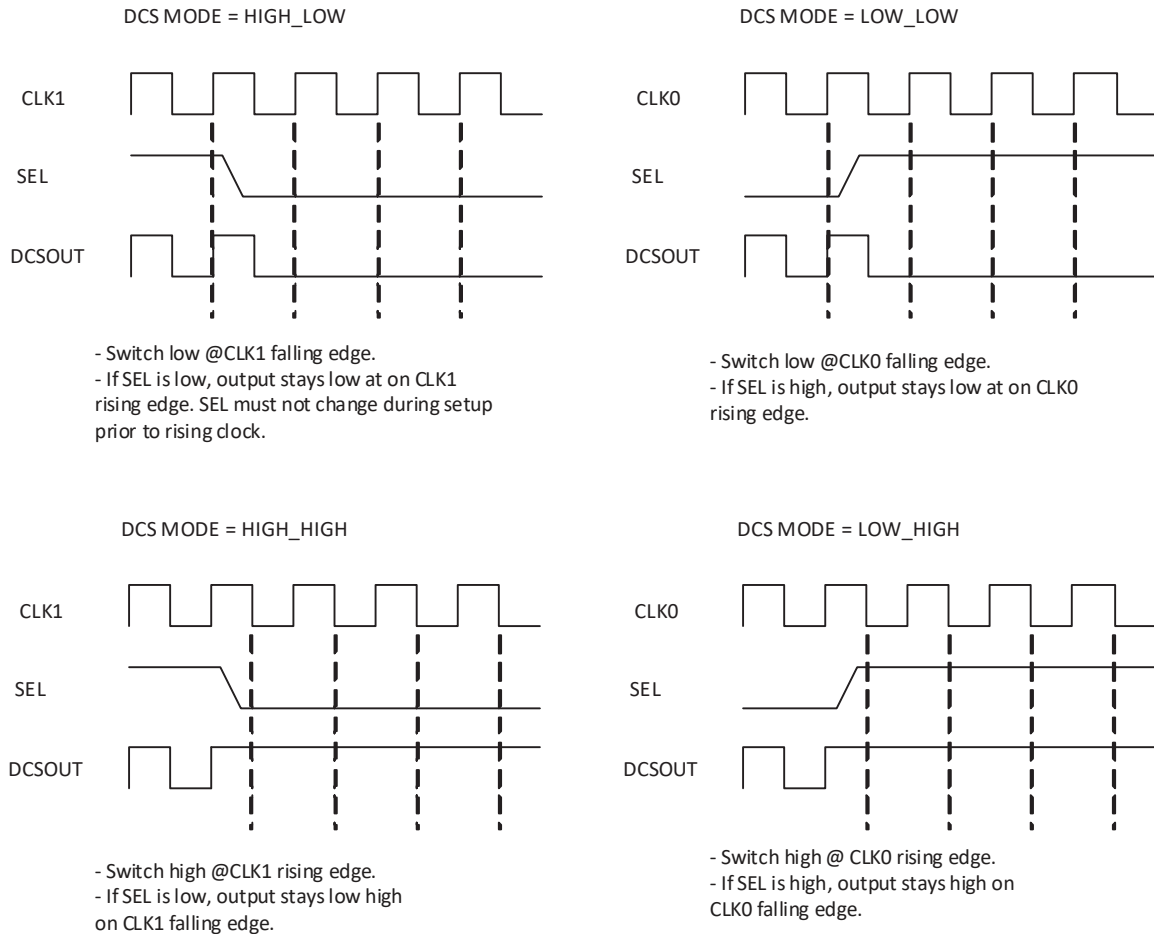 DCS MODE = HIGH_LOW
CLK1
SEL
DCSOUT
- Switch low @CLK1 falling edge.
- If SEL is low, output stays low at on CLK1
rising edge. SEL must not change during setup
prior to rising clock.
DCS MODE = LOW_LOW
CLK0
SEL
DCSOUT
- Switch low @CLK0 falling edge.
- If SEL is high, output stays low at on CLK0
rising edge.
DCS MODE = HIGH_HIGH
CLK1
SEL
DCSOUT
- Switch high @CLK1 rising edge.
- If SEL is low, output stays low high
on CLK1 falling edge.
DCS MODE = LOW_HIGH
CLK0
SEL
DCSOUT
- Switch high @ CLK0 rising edge.
- If SEL is high, output stays high on
CLK0 falling edge.